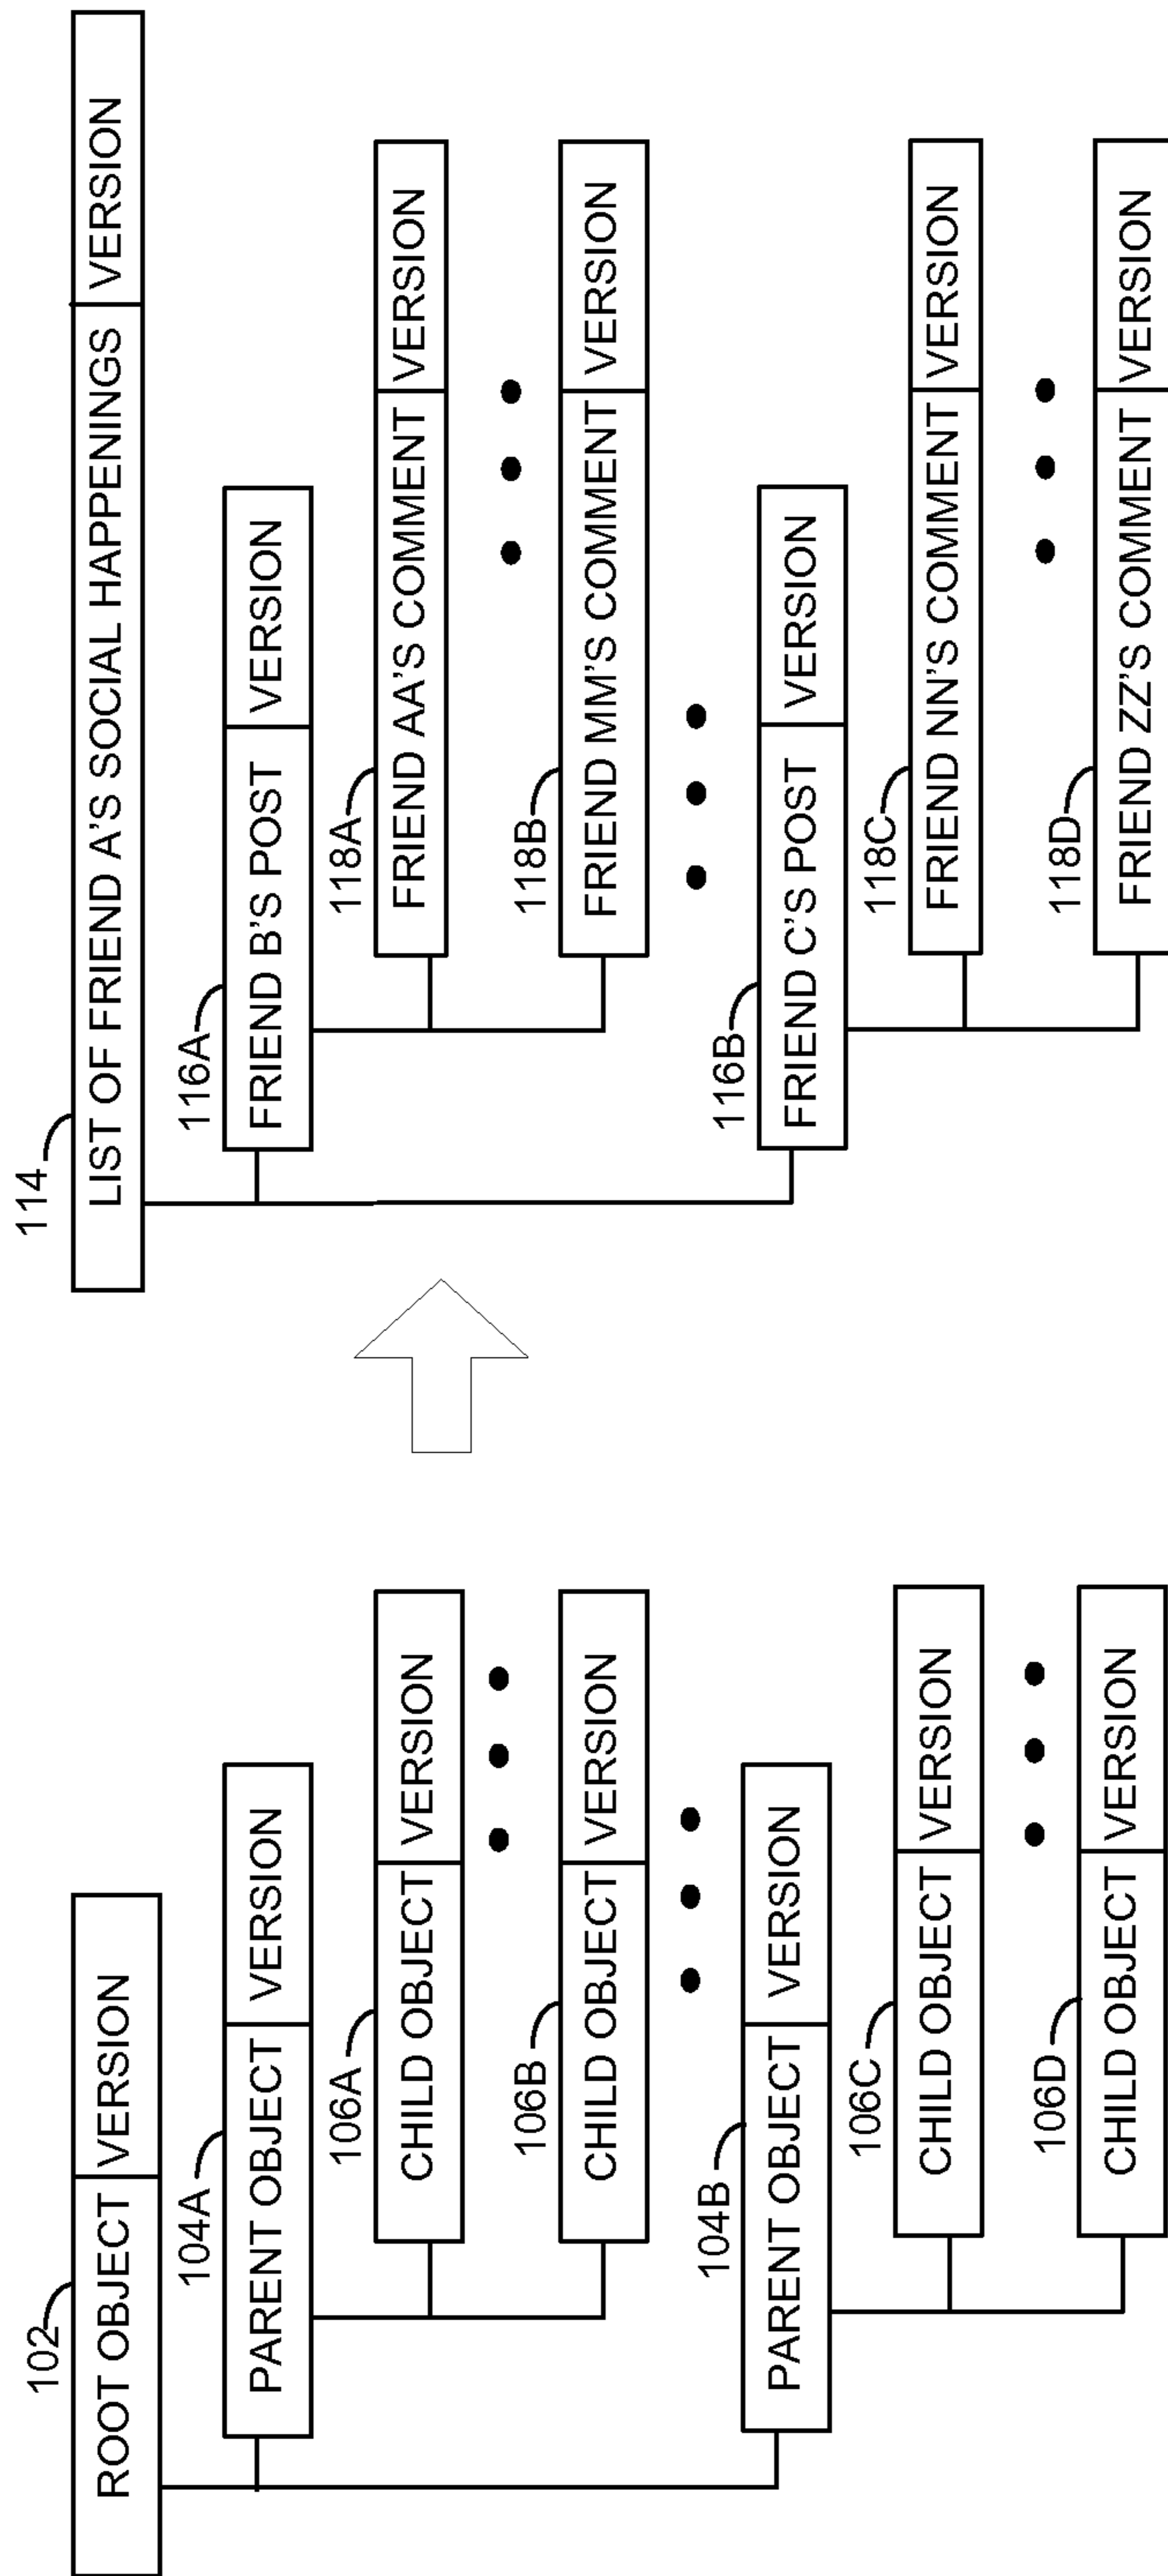 102
ROOT OBJECT VERSION
104A
PARENT OBJECT VERSION
106A
CHILD OBJECT VERSION
106B
CHILD OBJECT VERSION
104B
PARENT OBJECT VERSION
106C
CHILD OBJECT VERSION
106D
CHILD OBJECT VERSION
114
LIST OF FRIEND A'S SOCIAL HAPPENINGS VERSION
116A
FRIEND B'S POST VERSION
118A
FRIEND AA'S COMMENT VERSION
118B
FRIEND MM'S COMMENT VERSION
116B
FRIEND C'S POST VERSION
118C
FRIEND NN'S COMMENT VERSION
118D
FRIEND ZZ'S COMMENT VERSION